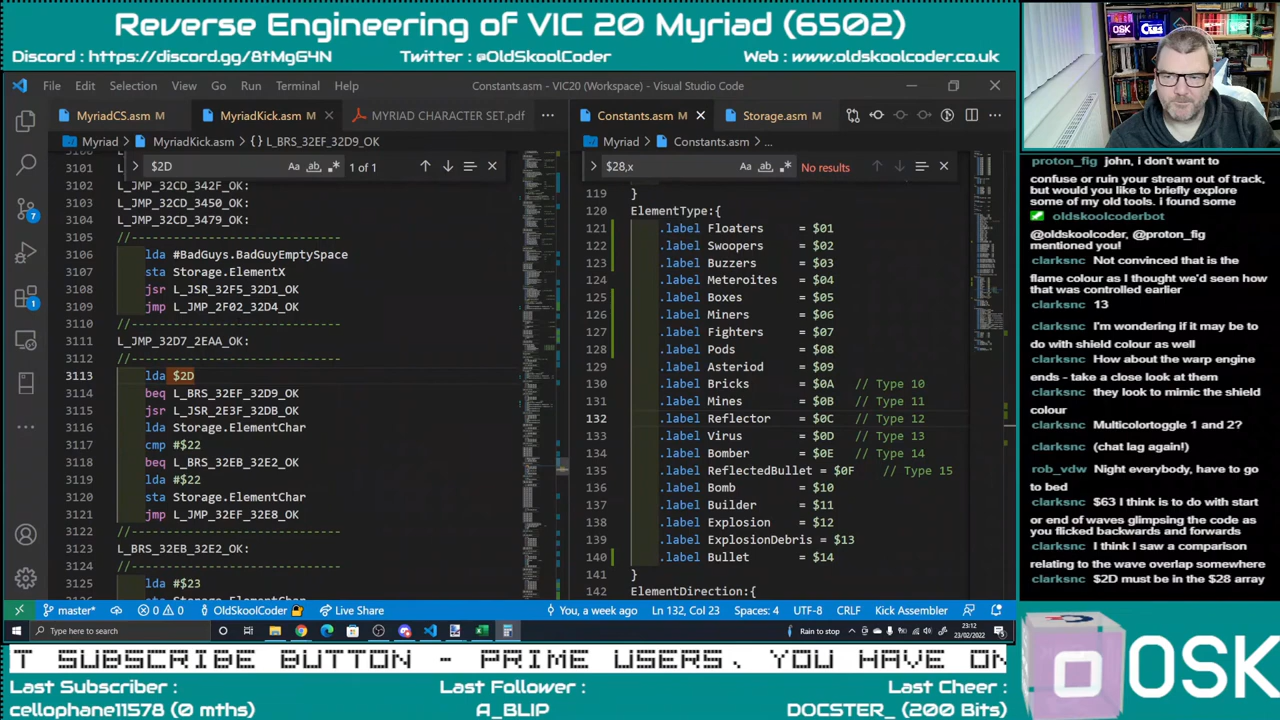 Reverse Engineering of VIC 20 Myriad (6502)
Discord : https://discord.gg/8tMgG4N
Twitter : @OldSkoolCoder
Web : www.oldskoolcoder.co.uk
File Edit Selection View Go Run Terminal Help
Constants.asm - VIC20 (Workspace) - Visual Studio Code
MyriadCS.asm M
MyriadKick.asm M
MYRIAD CHARACTER SET.pdf
Constants.asm M
Storage.asm M
Myriad > MyriadKick.asm > {} L_BRS_32EF_32D9_OK
Myriad > Constants.asm > ...
$2D
1 of 1
$28,x
No results
3101
3102 L_JMP_32CD_342F_OK:
3103 L_JMP_32CD_3450_OK:
3104 L_JMP_32CD_3479_OK:
3105 //----------------------------------
3106 lda #BadGuys.BadGuyEmptySpace
3107 sta Storage.ElementX
3108 jsr L_JSR_32F5_32D1_OK
3109 jmp L_JMP_2F02_32D4_OK
3110 //----------------------------------
3111 L_JMP_32D7_2EAA_OK:
3112 //----------------------------------
3113 lda $2D
3114 beq L_BRS_32EF_32D9_OK
3115 jsr L_JSR_2E3F_32DB_OK
3116 lda Storage.ElementChar
3117 cmp #$22
3118 beq L_BRS_32EB_32E2_OK
3119 lda #$22
3120 sta Storage.ElementChar
3121 jmp L_JMP_32EF_32E8_OK
3122 //----------------------------------
3123 L_BRS_32EB_32E2_OK:
3124 //----------------------------------
3125 lda #$23
119 }
120 ElementType:{
121 .label Floaters = $01
122 .label Swoopers = $02
123 .label Buzzers = $03
124 .label Meteroites = $04
125 .label Boxes = $05
126 .label Miners = $06
127 .label Fighters = $07
128 .label Pods = $08
129 .label Asteriod = $09
130 .label Bricks = $0A // Type 10
131 .label Mines = $0B // Type 11
132 .label Reflector = $0C // Type 12
133 .label Virus = $0D // Type 13
134 .label Bomber = $0E // Type 14
135 .label ReflectedBullet = $0F // Type 15
136 .label Bomb = $10
137 .label Builder = $11
138 .label Explosion = $12
139 .label ExplosionDebris = $13
140 .label Bullet = $14
141 }
142 ElementDirection:{
master* 0 0 OldSkoolCoder Live Share
You, a week ago Ln 132, Col 23 Spaces: 4 UTF-8 CRLF Kick Assembler
Type here to search
Rain to stop
23:12
23/02/2022
proton_fig john, i don't want to
confuse or ruin your stream out of track,
but would you like to briefly explore
some of my old tools. i found some
oldskoolcoderbot
@oldskoolcoder, @proton_fig
mentioned you!
clarksnc Not convinced that is the
flame colour as I thought we'd seen how
that was controlled earlier
clarksnc 13
clarksnc I'm wondering if it may be to
do with shield colour as well
clarksnc How about the warp engine
ends - take a close look at them
clarksnc they look to mimic the shield
colour
clarksnc Multicolortoggle 1 and 2?
clarksnc (chat lag again!)
rob_vdw Night everybody, have to go
to bed
clarksnc $63 I think is to do with start
or end of waves glimpsing the code as
you flicked backwards and forwards
clarksnc I think I saw a comparison
relating to the wave overlap somewhere
clarksnc $2D must be in the $28 array
T SUBSCRIBE BUTTON - PRIME USERS, YOU HAVE ON
OSK
Last Subscriber :
cellophane11578 (0 mths)
Last Follower :
A_BLIP
Last Cheer :
DOCSTER_ (200 Bits)